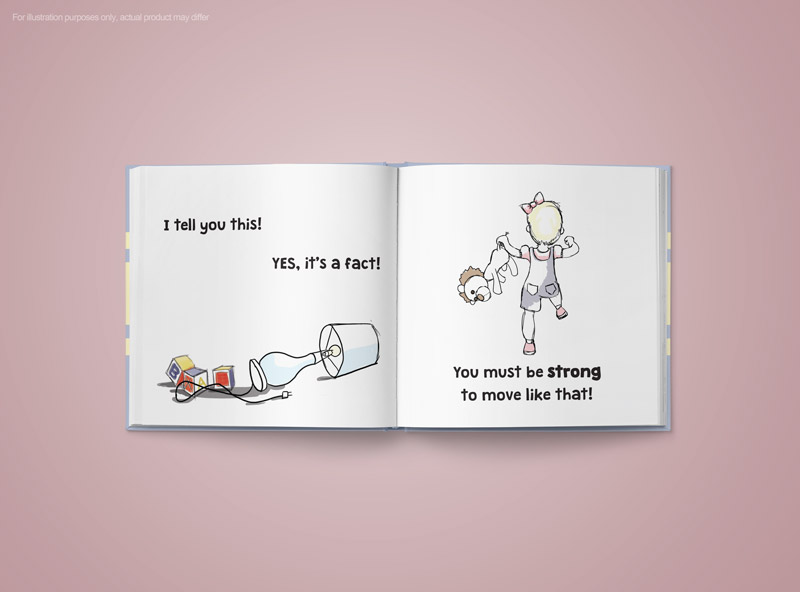 For illustration purposes only, actual product may differ
I tell you this!
YES, it's a fact!
You must be strong
to move like that!